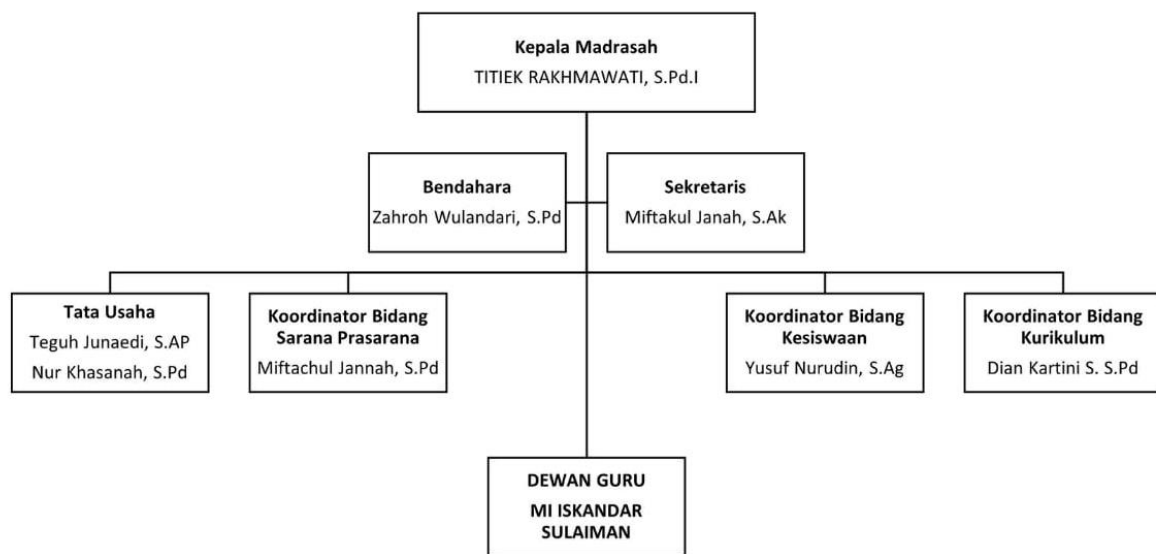 Kepala Madrasah
TITIEK RAKHMAWATI, S.Pd.I
Bendahara
Zahroh Wulandari, S.Pd
Sekretaris
Miftakul Janah, S.Ak
Tata Usaha
Teguh Junaedi, S.AP
Nur Khasanah, S.Pd
Koordinator Bidang
Sarana Prasarana
Miftachul Jannah, S.Pd
Koordinator Bidang
Kesiswaan
Yusuf Nurudin, S.Ag
Koordinator Bidang
Kurikulum
Dian Kartini S. S.Pd
DEWAN GURU
MI ISKANDAR
SULAIMAN